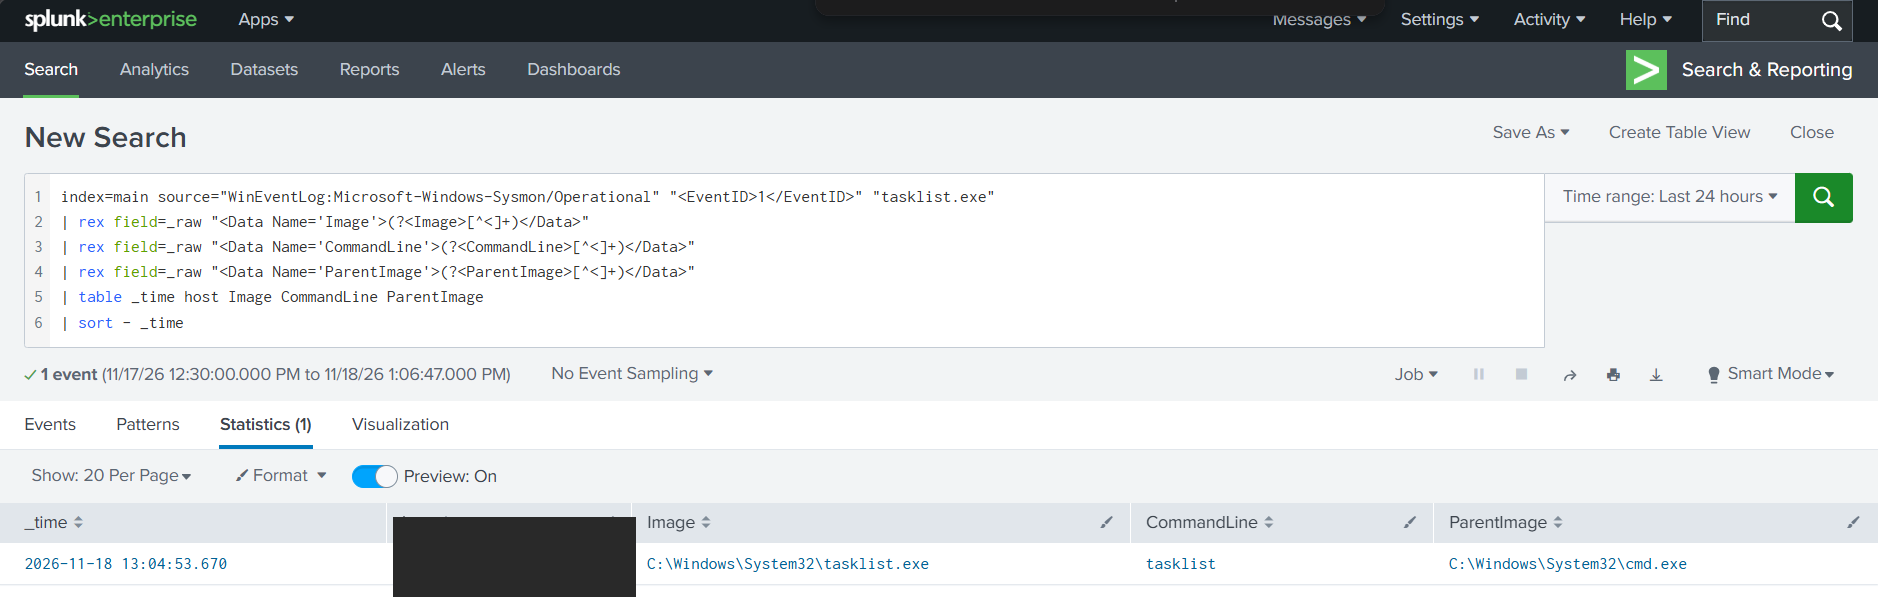 splunk>enterprise Apps Messages Settings Activity Help Find
Search Analytics Datasets Reports Alerts Dashboards Search & Reporting
New Search Save As Create Table View Close
1 index=main source="WinEventLog:Microsoft-Windows-Sysmon/Operational" "<EventID>1</EventID>" "tasklist.exe"
Time range: Last 24 hours
2 | rex field=_raw "<Data Name='Image'>(?<Image>[^<]+)</Data>"
3 | rex field=_raw "<Data Name='CommandLine'>(?<CommandLine>[^<]+)</Data>"
4 | rex field=_raw "<Data Name='ParentImage'>(?<ParentImage>[^<]+)</Data>"
5 | table _time host Image CommandLine ParentImage
6 | sort - _time
1 event (11/17/26 12:30:00.000 PM to 11/18/26 1:06:47.000 PM) No Event Sampling Job Smart Mode
Events Patterns Statistics (1) Visualization
Show: 20 Per Page Format Preview: On
_time Image CommandLine ParentImage
2026-11-18 13:04:53.670 C:\Windows\System32\tasklist.exe tasklist C:\Windows\System32\cmd.exe